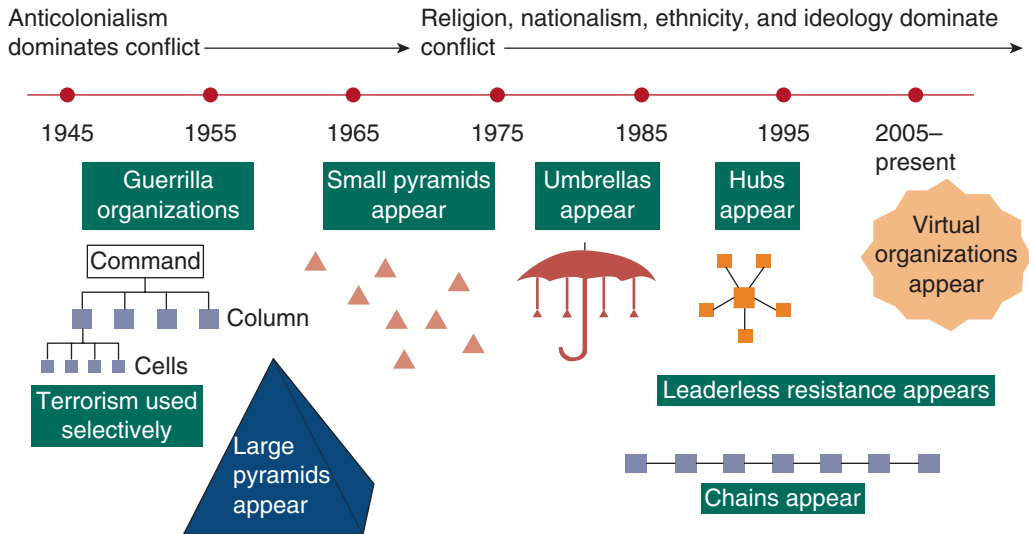 Anticolonialism
dominates conflict
Religion, nationalism, ethnicity, and ideology dominate
conflict
1945
1955
1965
1975
1985
1995
2005–
present
Guerrilla
organizations
Small pyramids
appear
Umbrellas
appear
Hubs
appear
Virtual
organizations
appear
Command
Column
Cells
Terrorism used
selectively
Large
pyramids
appear
Leaderless resistance appears
Chains appear